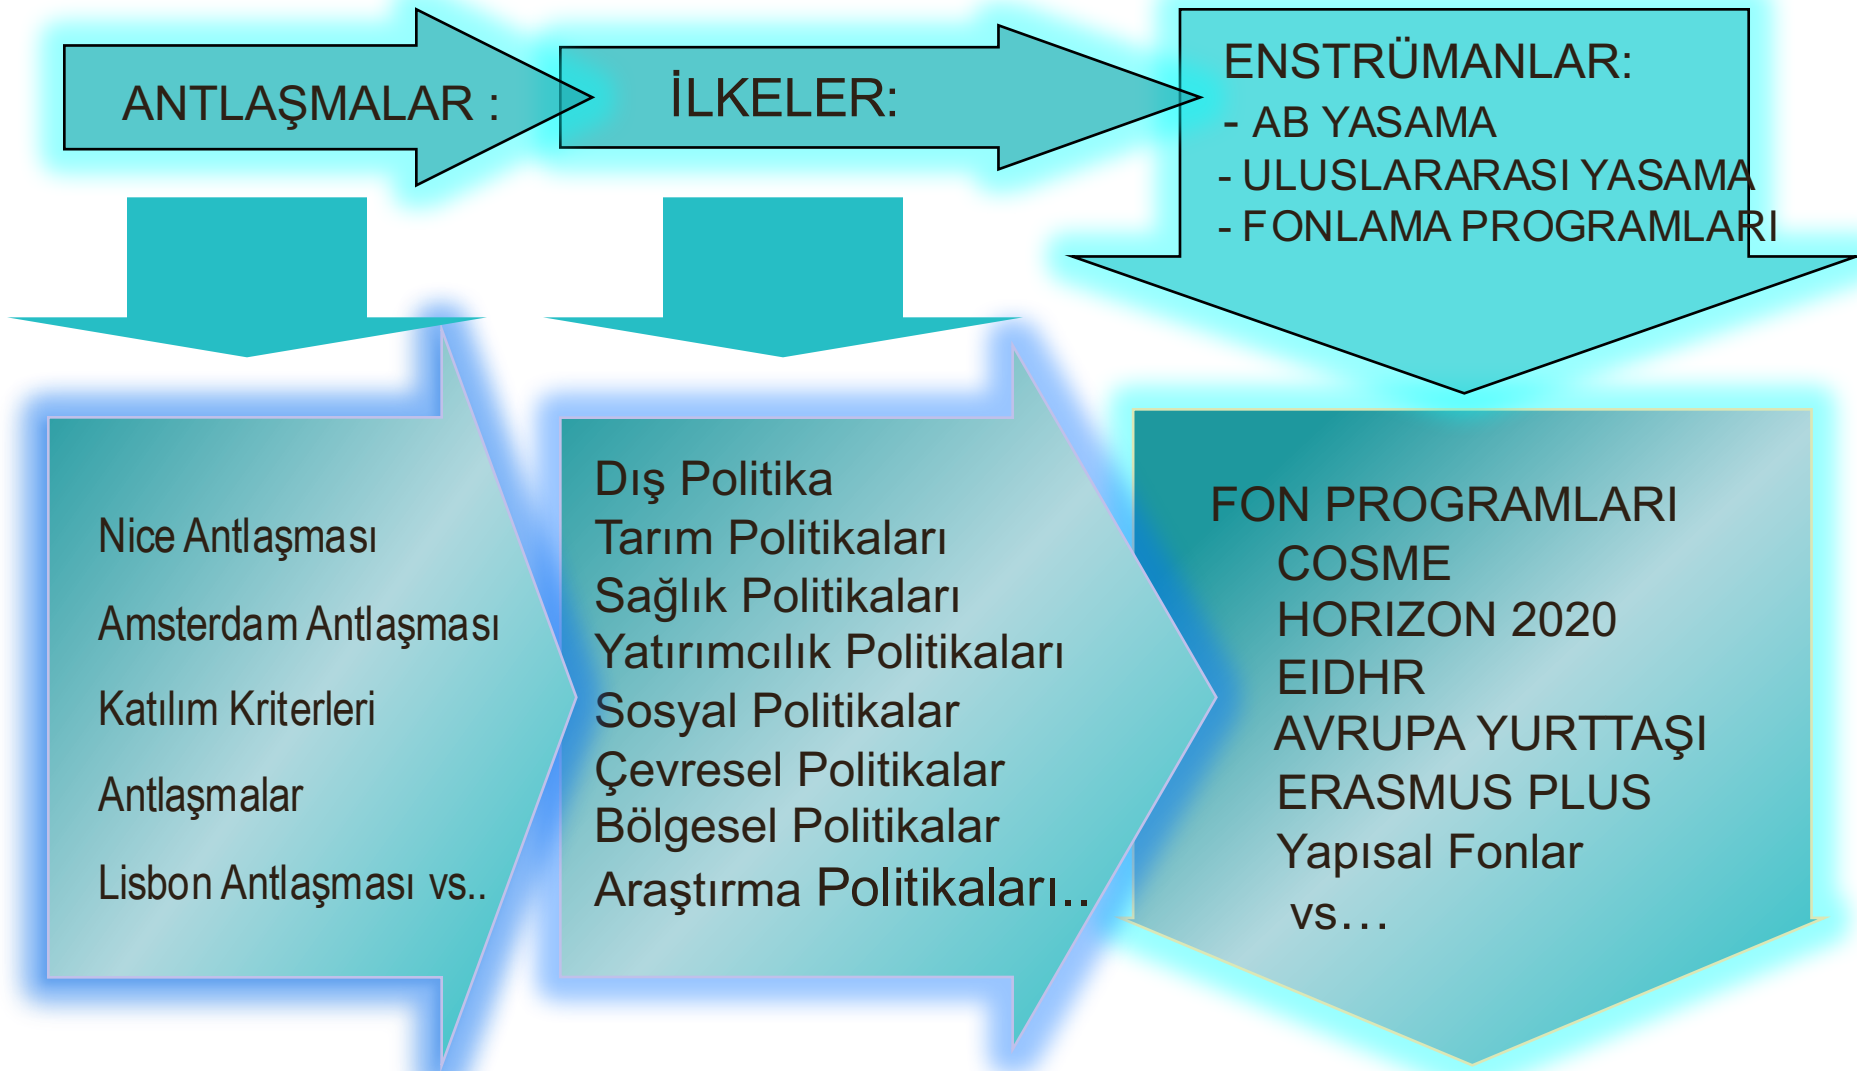 ANTLAŞMALAR :
İLKELER:
ENSTRÜMANLAR:
- AB YASAMA
- ULUSLARARASI YASAMA
- FONLAMA PROGRAMLARI
Nice Antlaşması
Amsterdam Antlaşması
Katılım Kriterleri
Antlaşmalar
Lisbon Antlaşması vs..
Dış Politika
Tarım Politikaları
Sağlık Politikaları
Yatırımcılık Politikaları
Sosyal Politikalar
Çevresel Politikalar
Bölgesel Politikalar
Araştırma Politikaları..
FON PROGRAMLARI
COSME
HORIZON 2020
EIDHR
AVRUPA YURTTAŞI
ERASMUS PLUS
Yapısal Fonlar
vs…